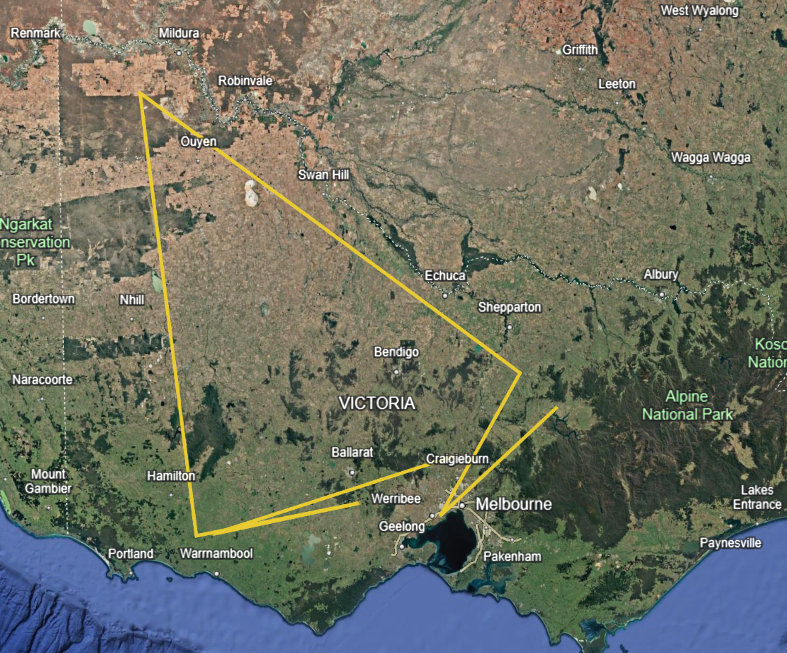 West Wyalong
Renmark
Mildura
Griffith
Robinvale
Leeton
Ouyen
Wagga Wagga
Swan Hill
Ngarkat
nservation
Pk
Echuca
Albury
Bordertown
Nhill
Shepparton
Kosc
Nation
Bendigo
Naracoorte
VICTORIA
Alpine
National Park
Ballarat
Craigieburn
Hamilton
Mount
Gambier
Werribee
Melbourne
Lakes
Entrance
Geelong
Portland
Warrnambool
Pakenham
Paynesville